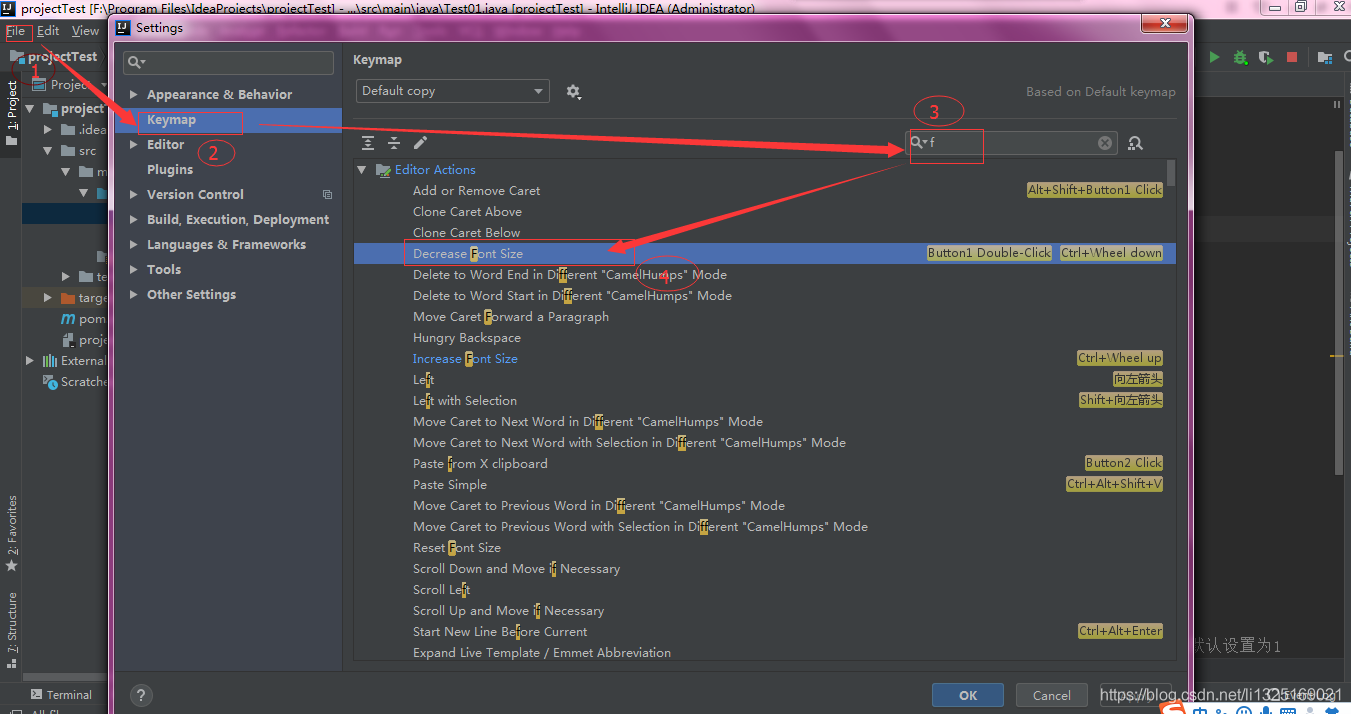 projectTest [F:\Program Files\IdeaProjects\projectTest] - ...\src\main\java\Test01.java [projectTest] - IntelliJ IDEA (Administrator)
File Edit View
Settings
projectTest
1
Project
1: Project
project
.idea
src
m
te
targe
pom
proje
External
Scratche
2: Favorites
7: Structure
Terminal
Appearance & Behavior
Keymap
2
Editor
Plugins
Version Control
Build, Execution, Deployment
Languages & Frameworks
Tools
Other Settings
Keymap
Default copy
Based on Default keymap
3
f
Editor Actions
Add or Remove Caret Alt+Shift+Button1 Click
Clone Caret Above
Clone Caret Below
Decrease Font Size Button1 Double-Click Ctrl+Wheel down
4
Delete to Word End in Different "CamelHumps" Mode
Delete to Word Start in Different "CamelHumps" Mode
Move Caret Forward a Paragraph
Hungry Backspace
Increase Font Size Ctrl+Wheel up
Left 向左箭头
Left with Selection Shift+向左箭头
Move Caret to Next Word in Different "CamelHumps" Mode
Move Caret to Next Word with Selection in Different "CamelHumps" Mode
Paste from X clipboard Button2 Click
Paste Simple Ctrl+Alt+Shift+V
Move Caret to Previous Word in Different "CamelHumps" Mode
Move Caret to Previous Word with Selection in Different "CamelHumps" Mode
Reset Font Size
Scroll Down and Move if Necessary
Scroll Left
Scroll Up and Move if Necessary
Start New Line Before Current Ctrl+Alt+Enter
Expand Live Template / Emmet Abbreviation
默认设置为1
?
OK
Cancel
https://blog.csdn.net/li1325169021
中